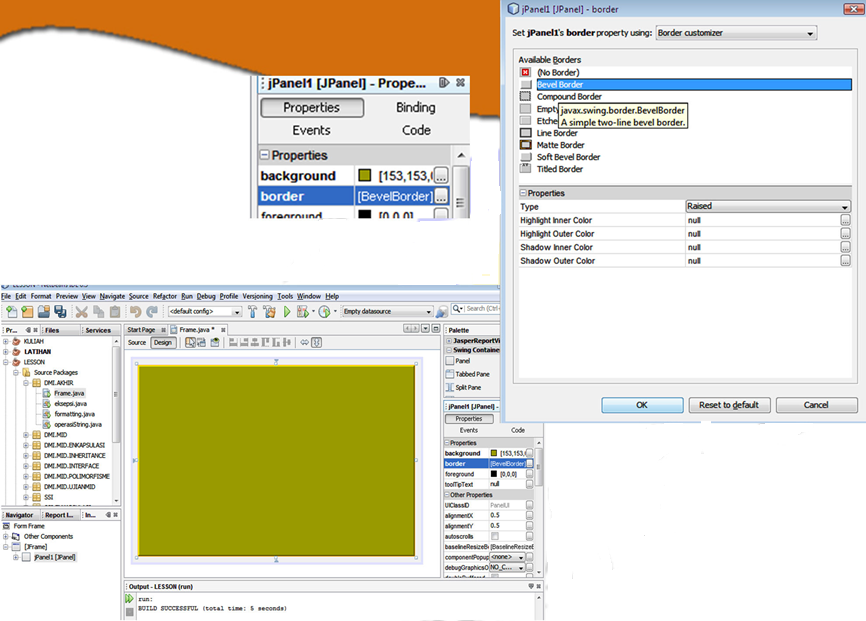 jPanel1 [JPanel] - Prope...
Properties
Binding
Events
Code
Properties
background [153,153,( ...
border [BevelBorder] ...
foreground [0,0,0]
jPanel1 [JPanel] - border
Set jPanel1's border property using: Border customizer
Available Borders
(No Border)
Bevel Border
Compound Border
Empty
javax.swing.border.BevelBorder
Etche
A simple two-line bevel border.
Line Border
Matte Border
Soft Bevel Border
Titled Border
Properties
Type Raised
Highlight Inner Color null ...
Highlight Outer Color null ...
Shadow Inner Color null ...
Shadow Outer Color null ...
OK
Reset to default
Cancel
File Edit Format Preview View Navigate Source Refactor Run Debug Profile Versioning Tools Window Help
<default config>
Empty datasource
Search (Ctrl+
Pr...
Files
Services
KULIAH
LATIHAN
LESSON
Source Packages
DMI.AKHIR
Frame.java
eksepsi.java
formatting.java
operasiString.java
DMI.MID
DMI.MID.ENKAPSULASI
DMI.MID.INHERITANCE
DMI.MID.INTERFACE
DMI.MID.POLIMORFISME
DMI.MID.UJIANMID
SSI
Navigator
Report I...
In...
Form Frame
Other Components
[JFrame]
jPanel1 [JPanel]
Start Page
Frame.java *
Source
Design
Palette
JasperReportVi
Swing Container
Panel
Tabbed Pane
Split Pane
jPanel1 [JPanel] -
Properties
Events
Code
Properties
background [153,153, ...
border [BevelBorder] ...
foreground [0,0,0] ...
toolTipText null
Other Properties
UIClassID PanelUI
alignmentX 0.5
alignmentY 0.5
autoscrolls
baselineResizeB [BaselineResizeB
componentPopup <none>
debugGraphicsO NO_C...
Output - LESSON (run)
run:
BUILD SUCCESSFUL (total time: 5 seconds)